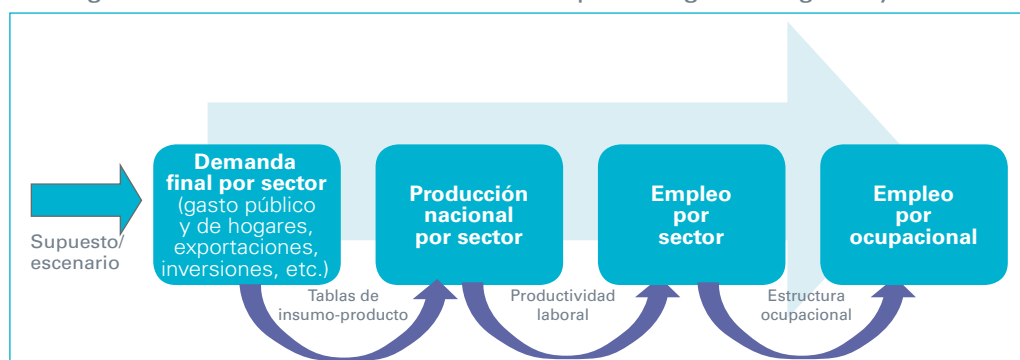 Demanda
final por sector
(gasto público
y de hogares,
exportaciones,
inversiones, etc.)
Producción
nacional
por sector
Empleo
por
sector
Empleo
por
ocupacional
Supuesto/
escenario
Tablas de
insumo-producto
Productividad
laboral
Estructura
ocupacional